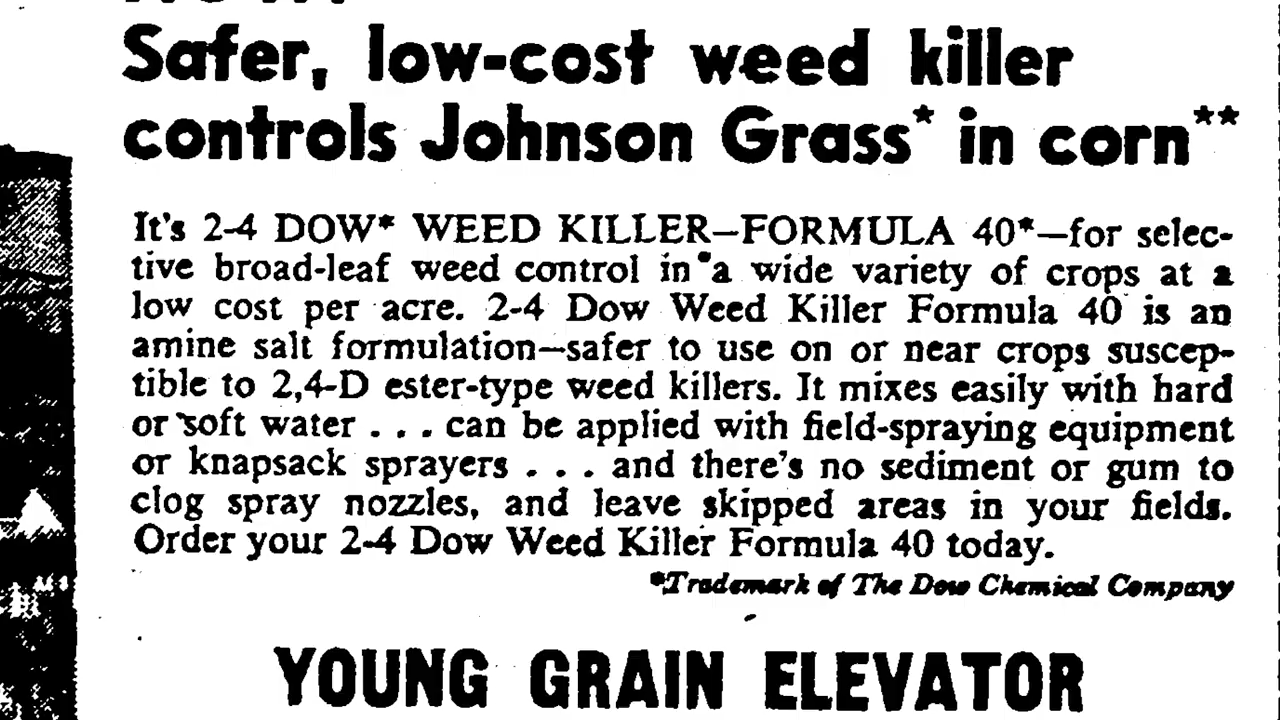 Safer, low-cost weed killer
controls Johnson Grass* in corn**
It's 2-4 DOW* WEED KILLER—FORMULA 40*—for selec-
tive broad-leaf weed control in a wide variety of crops at a
low cost per acre. 2-4 Dow Weed Killer Formula 40 is an
amine salt formulation—safer to use on or near crops suscep-
tible to 2,4-D ester-type weed killers. It mixes easily with hard
or soft water . . . can be applied with field-spraying equipment
or knapsack sprayers . . . and there's no sediment or gum to
clog spray nozzles, and leave skipped areas in your fields.
Order your 2-4 Dow Weed Killer Formula 40 today.
*Trademark of The Dow Chemical Company
YOUNG GRAIN ELEVATOR